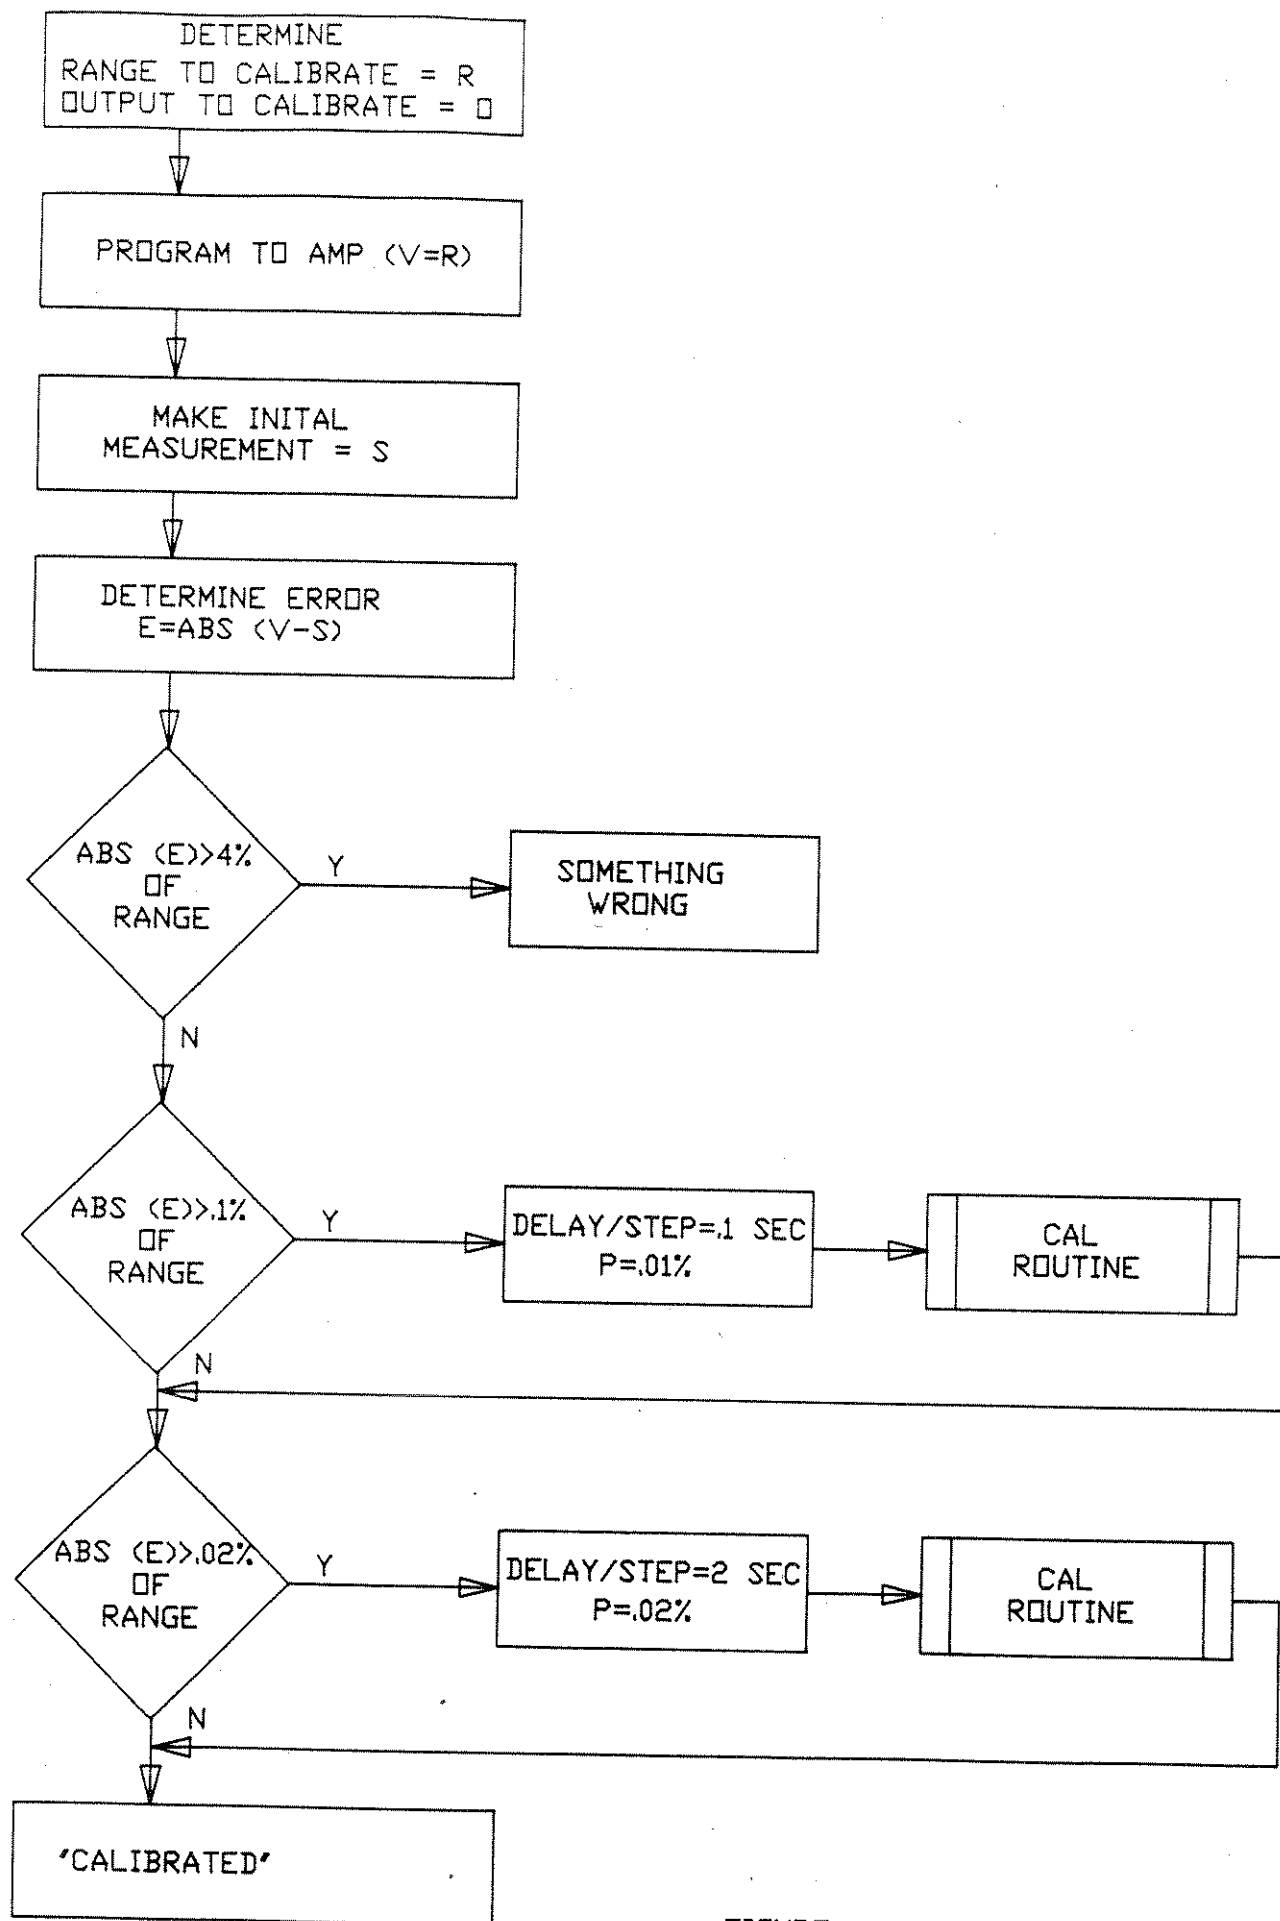 DETERMINE
RANGE TO CALIBRATE = R
OUTPUT TO CALIBRATE = O
PROGRAM TO AMP (V=R)
MAKE INITAL
MEASUREMENT = S
DETERMINE ERROR
E=ABS (V-S)
ABS (E)>4%
OF
RANGE
Y
SOMETHING
WRONG
N
ABS (E)>.1%
OF
RANGE
Y
DELAY/STEP=.1 SEC
P=.01%
CAL
ROUTINE
N
ABS (E)>.02%
OF
RANGE
Y
DELAY/STEP=2 SEC
P=.02%
CAL
ROUTINE
N
"CALIBRATED"